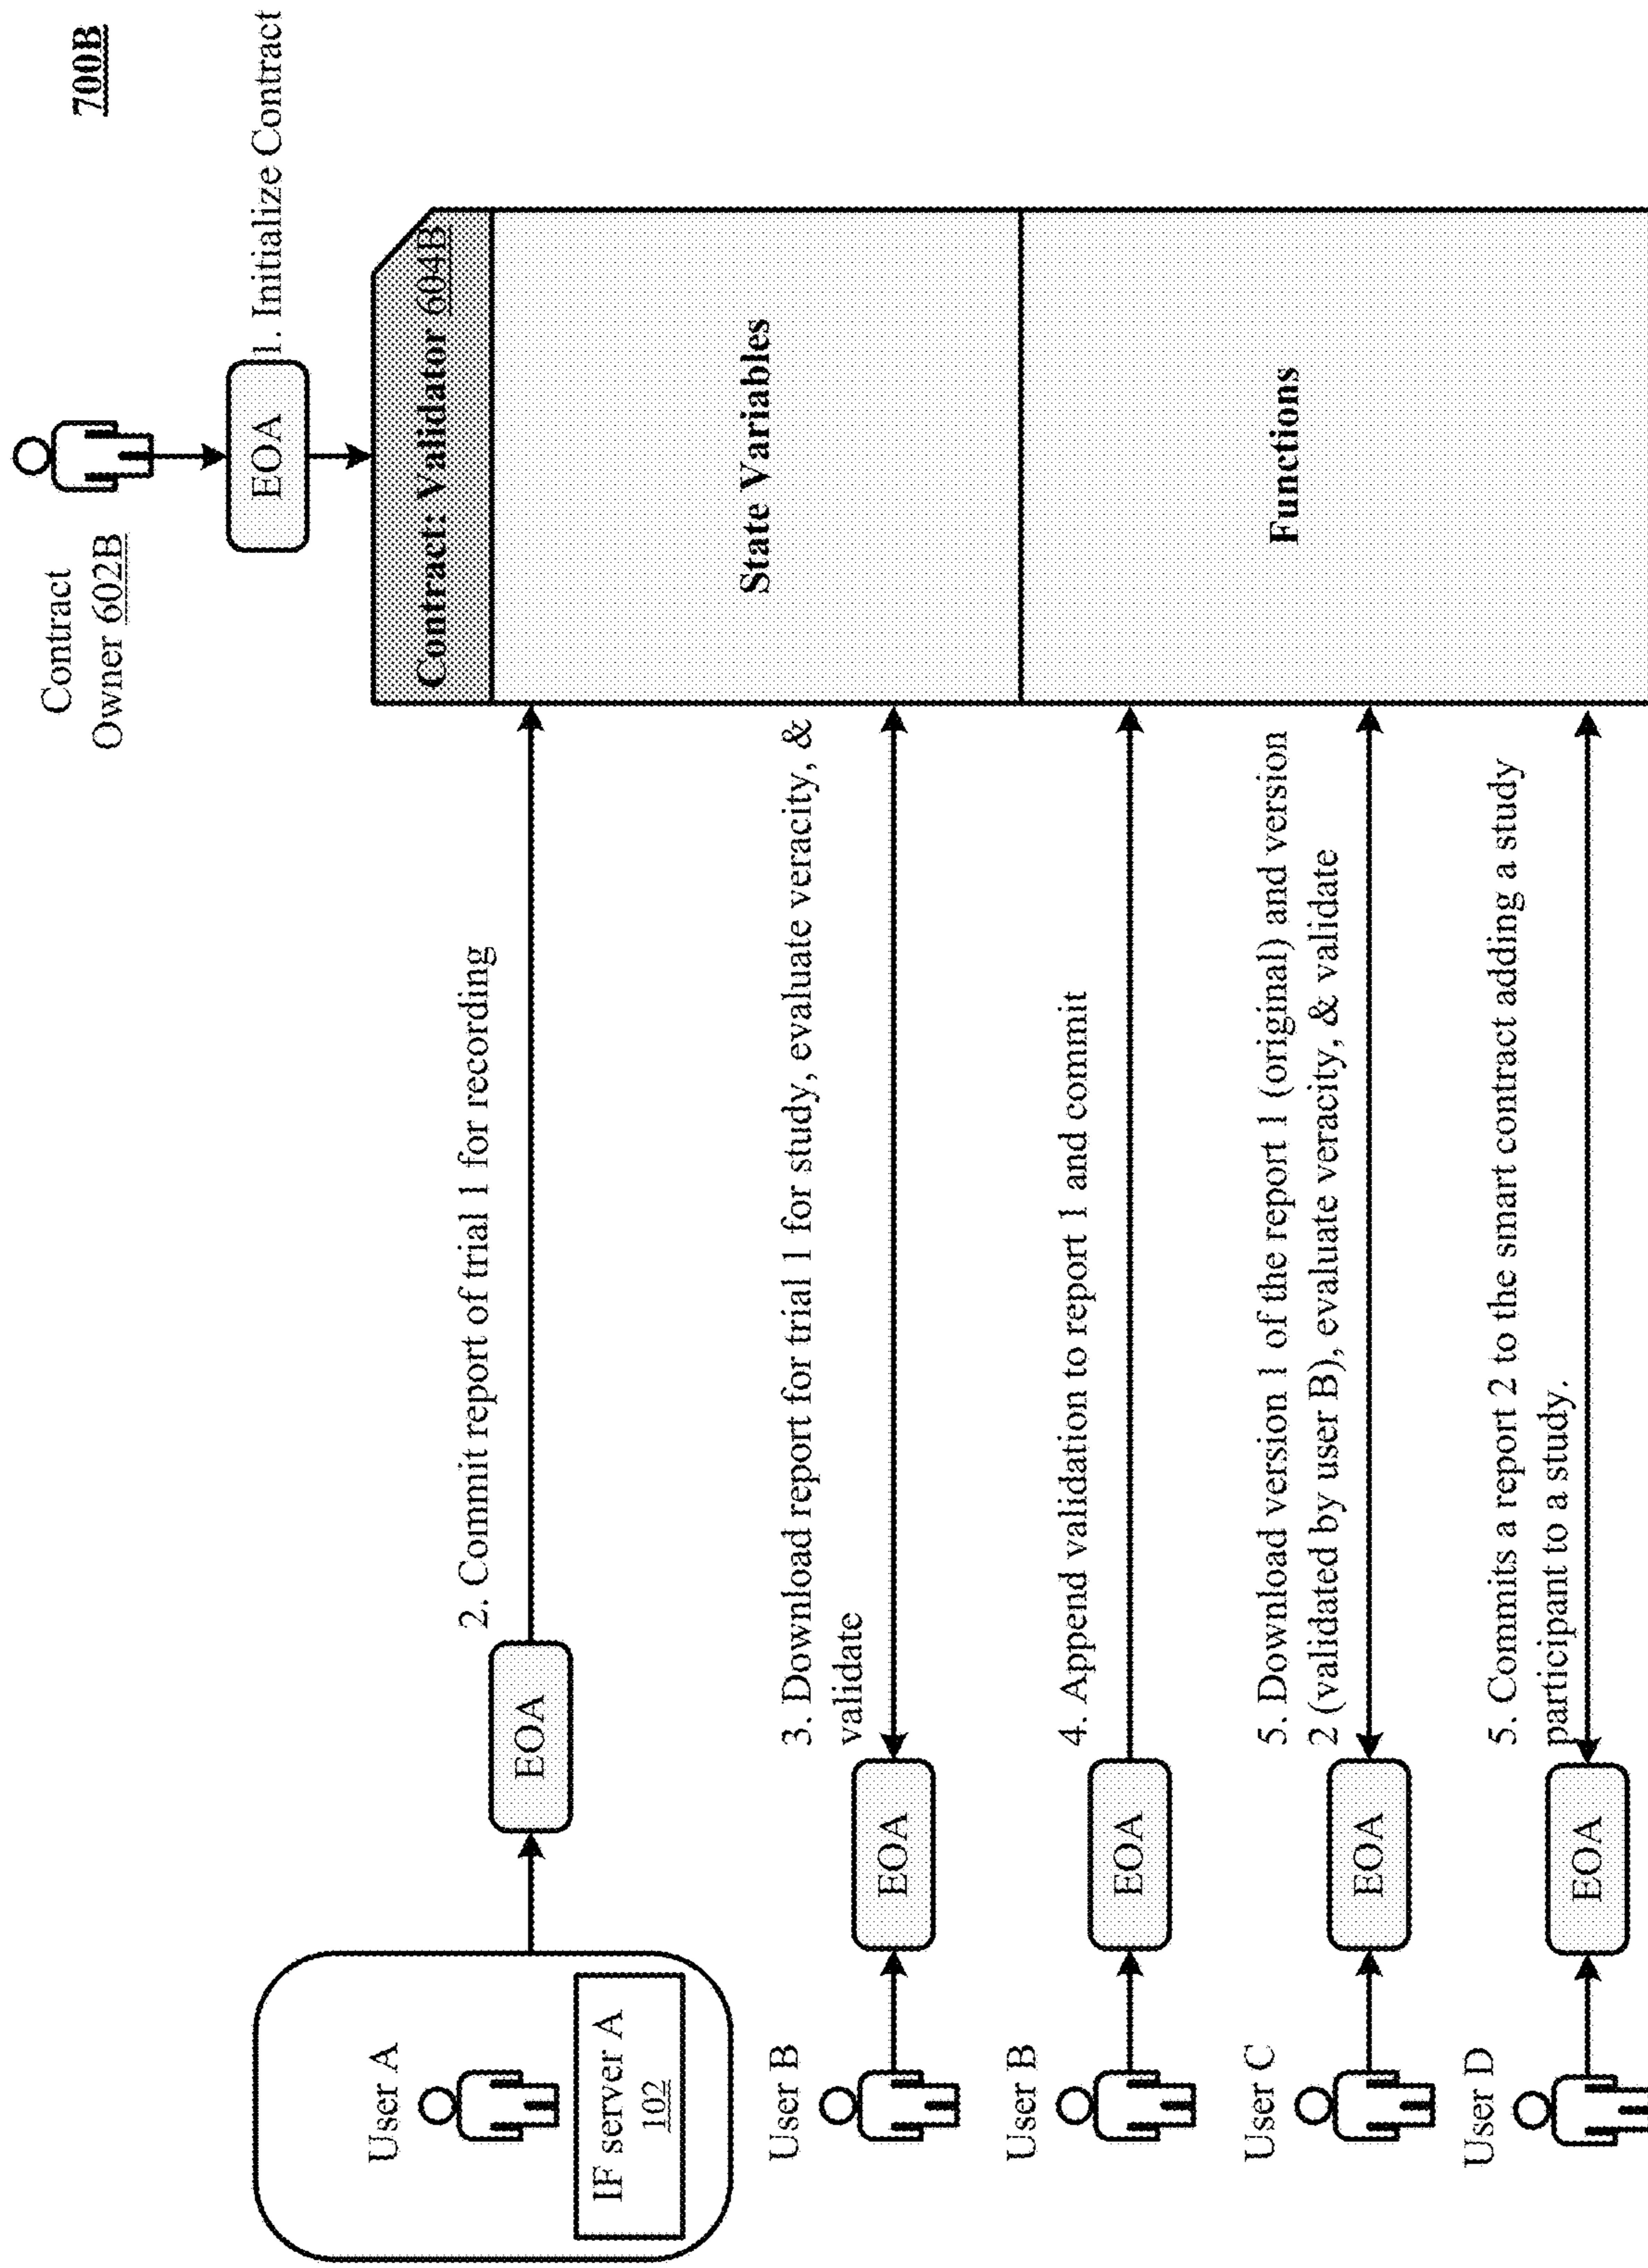 700B
Contract
Owner 602B
EOA
1. Initialize Contract
Contract: Validator 604B
State Variables
Functions
User A
IF server A
102
EOA
2. Commit report of trial 1 for recording
User B
EOA
3. Download report for trial 1 for study, evaluate veracity, &
validate
User B
EOA
4. Append validation to report 1 and commit
User C
EOA
5. Download version 1 of the report 1 (original) and version
2 (validated by user B), evaluate veracity, & validate
User D
EOA
5. Commits a report 2 to the smart contract adding a study
participant to a study.